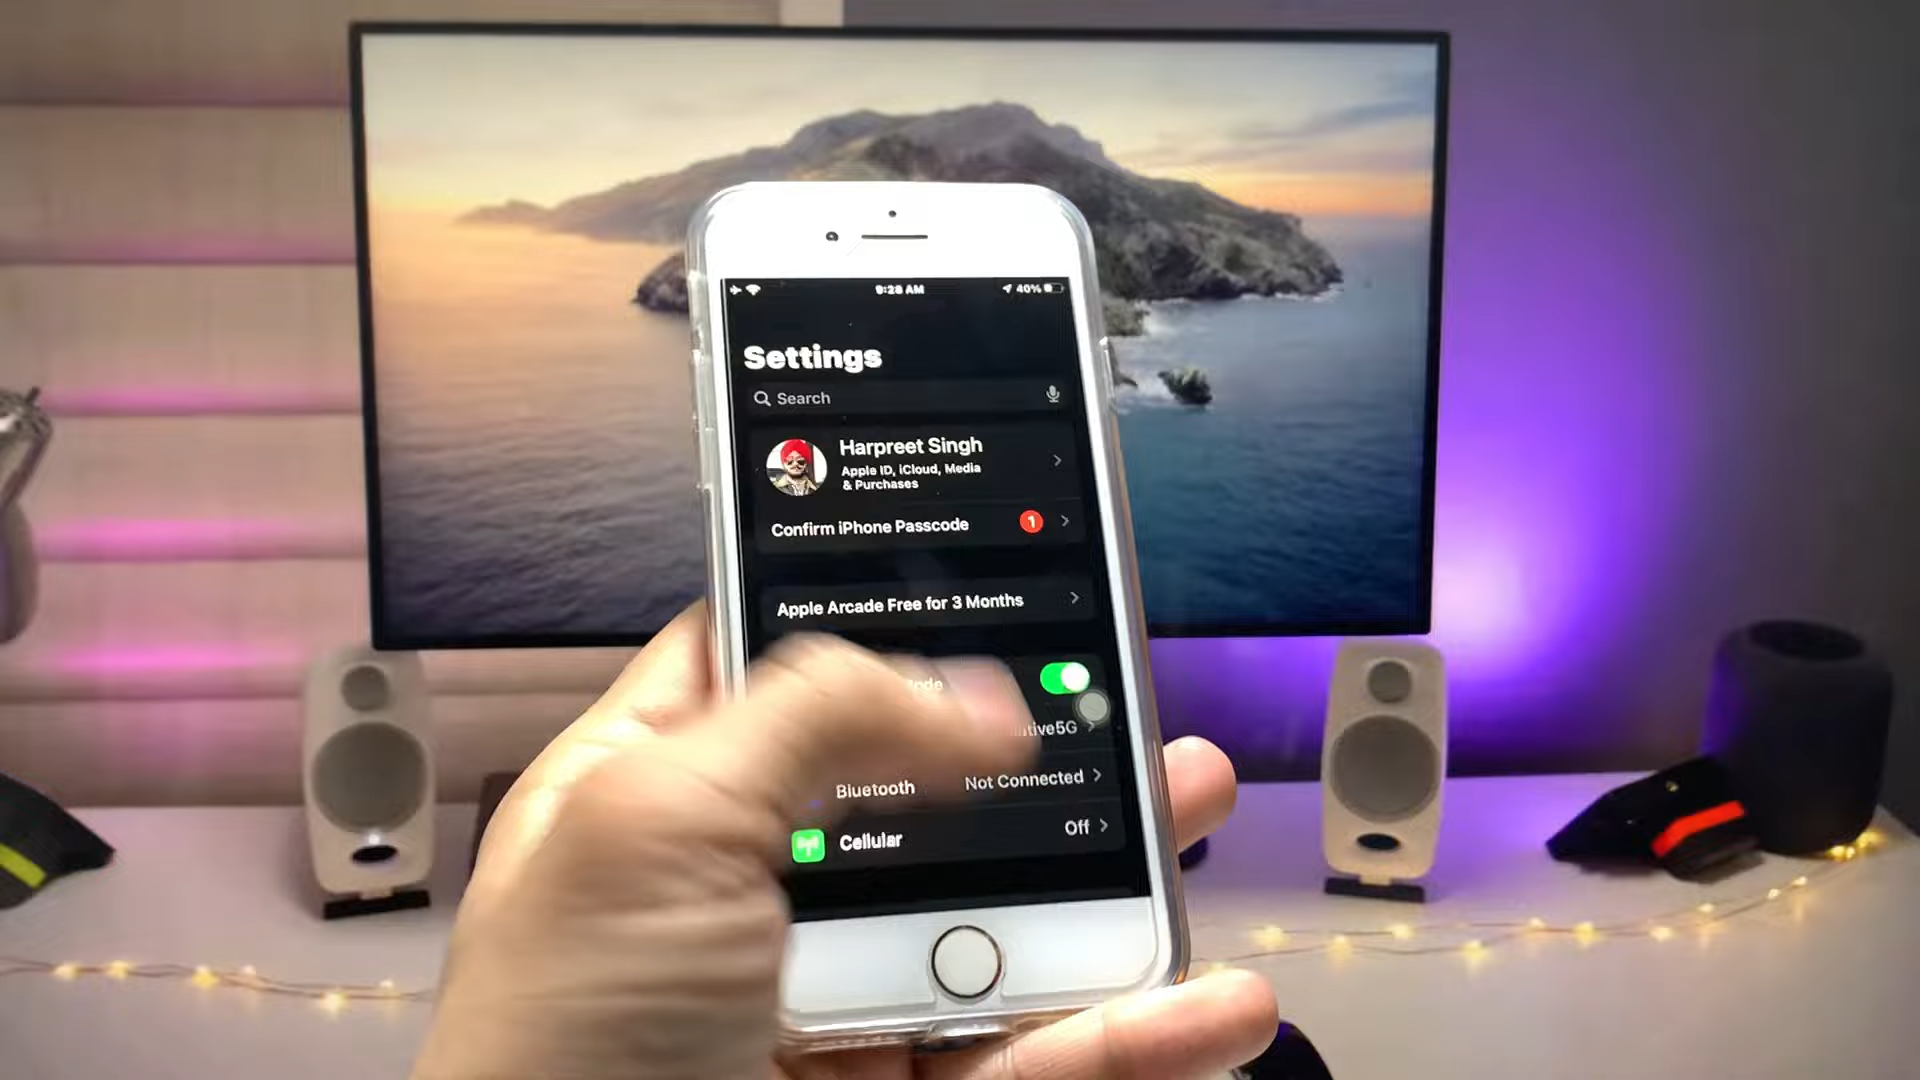 9:28 AM
40%
Settings
Search
Harpreet Singh
Apple ID, iCloud, Media
& Purchases
Confirm iPhone Passcode
1
Apple Arcade Free for 3 Months
Bluetooth
Not Connected
Cellular
Off